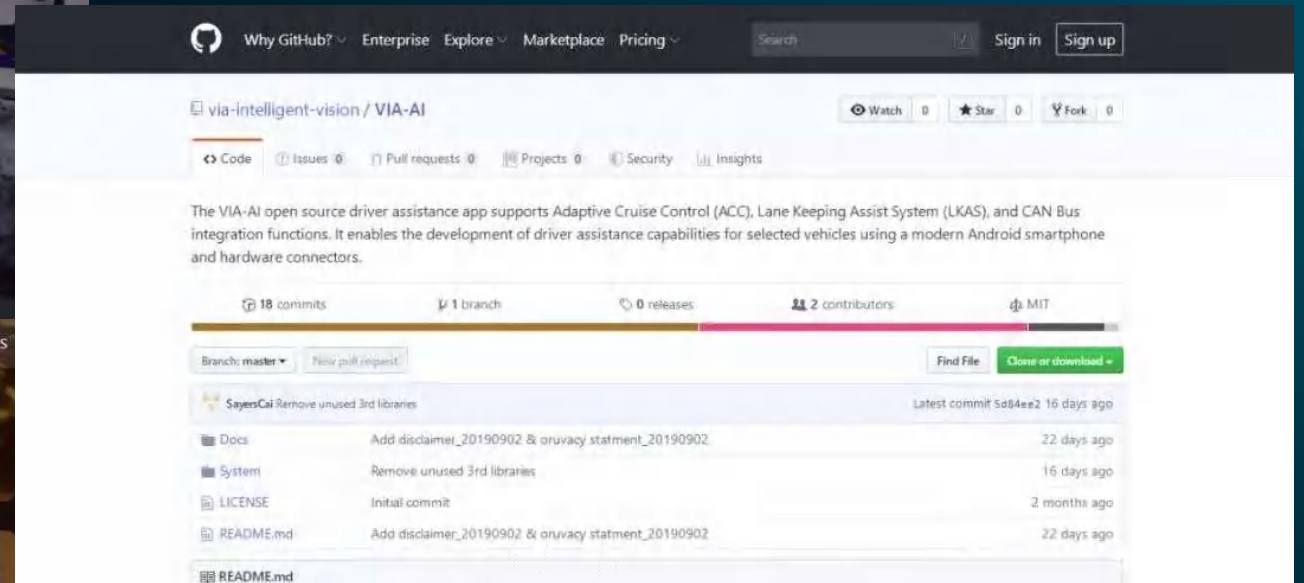 Why GitHub? Enterprise Explore Marketplace Pricing Search / Sign in Sign up
via-intelligent-vision / VIA-AI Watch 0 Star 0 Fork 0
<> Code Issues 0 Pull requests 0 Projects 0 Security Insights
The VIA-AI open source driver assistance app supports Adaptive Cruise Control (ACC), Lane Keeping Assist System (LKAS), and CAN Bus
integration functions. It enables the development of driver assistance capabilities for selected vehicles using a modern Android smartphone
and hardware connectors.
18 commits 1 branch 0 releases 2 contributors MIT
s
Branch: master New pull request Find File Clone or download
SayersCai Remove unused 3rd libraries Latest commit 5d84ee2 16 days ago
Docs Add disclaimer_20190902 & oruvacy statment_20190902 22 days ago
System Remove unused 3rd libraries 16 days ago
LICENSE Initial commit 2 months ago
README.md Add disclaimer_20190902 & oruvacy statment_20190902 22 days ago
README.md